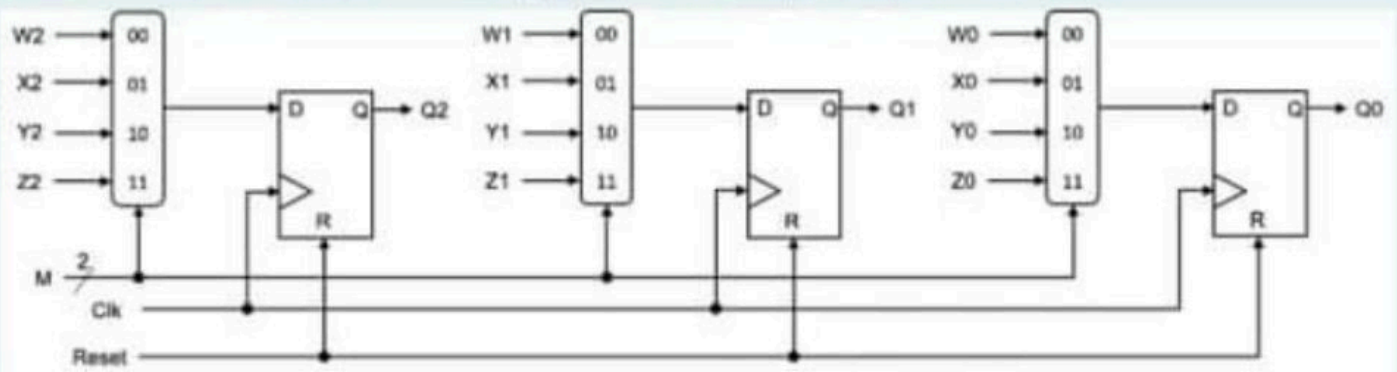 W2 00 W1 00 W0 00
X2 01 X1 01 X0 01
D Q Q2 D Q Q1 D Q Q0
Y2 10 Y1 10 Y0 10
Z2 11 Z1 11 Z0 11
R R R
2
M
Clk
Reset